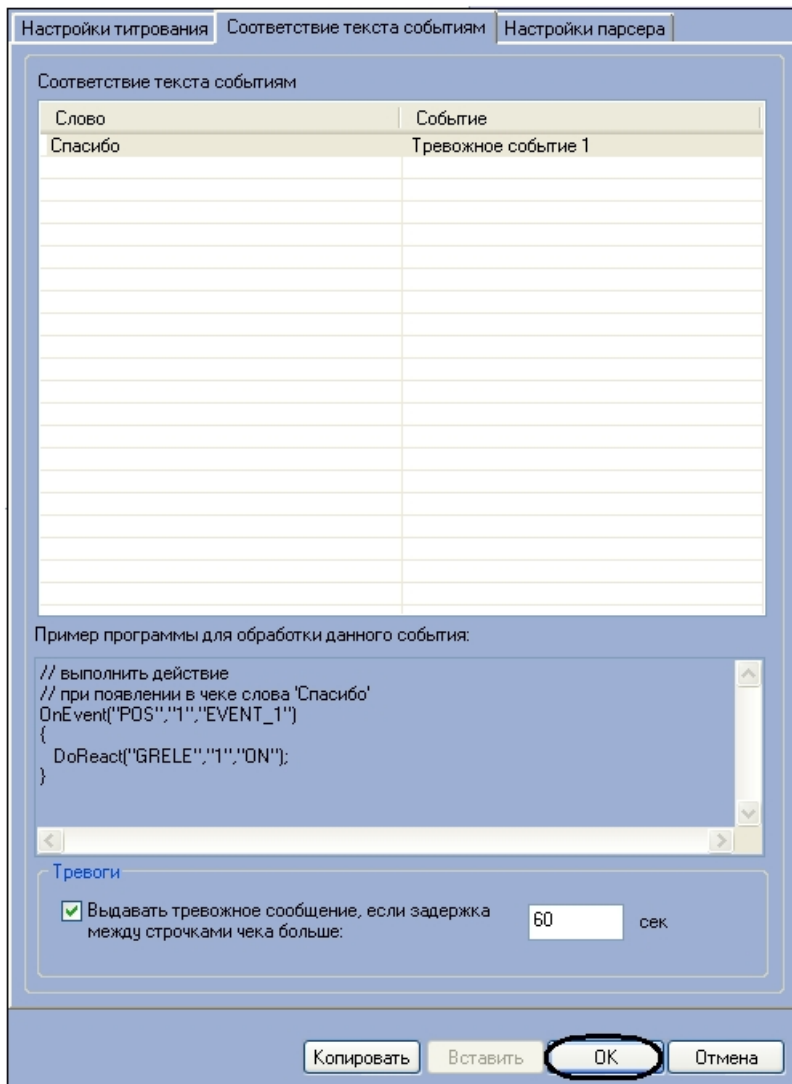 Настройки титрования Соответствие текста событиям Настройки парсера
Соответствие текста событиям
Слово Событие
Спасибо Тревожное событие 1
Пример программы для обработки данного события:
// выполнить действие
// при появлении в чеке слова 'Спасибо'
OnEvent("POS","1","EVENT_1")
{
DoReact("GRELE","1","ON");
}
Тревоги
Выдавать тревожное сообщение, если задержка
между строчками чека больше: 60 сек
Копировать Вставить OK Отмена